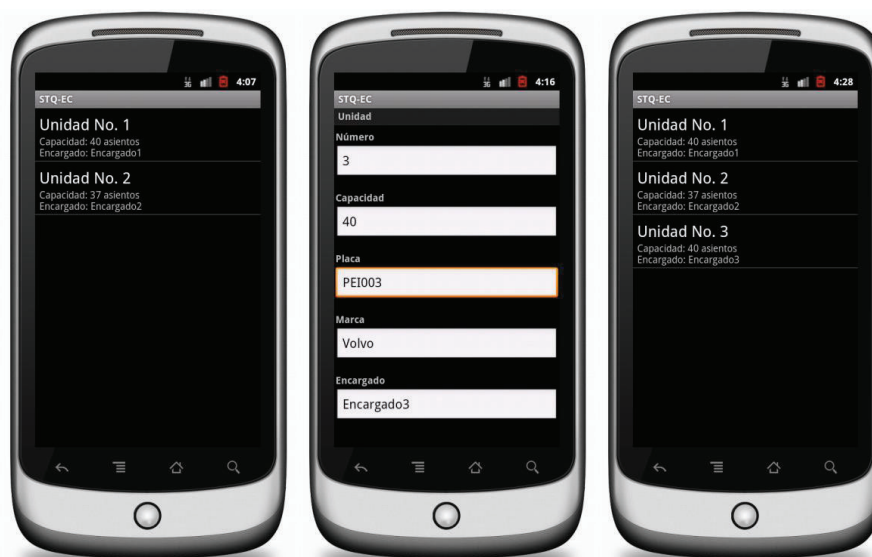 4:07
STQ-EC
Unidad No. 1
Capacidad: 40 asientos
Encargado: Encargado1
Unidad No. 2
Capacidad: 37 asientos
Encargado: Encargado2
3G 4:16
STQ-EC
Unidad
Número
3
Capacidad
40
Placa
PEI003
Marca
Volvo
Encargado
Encargado3
4:28
STQ-EC
Unidad No. 1
Capacidad: 40 asientos
Encargado: Encargado1
Unidad No. 2
Capacidad: 37 asientos
Encargado: Encargado2
Unidad No. 3
Capacidad: 40 asientos
Encargado: Encargado3